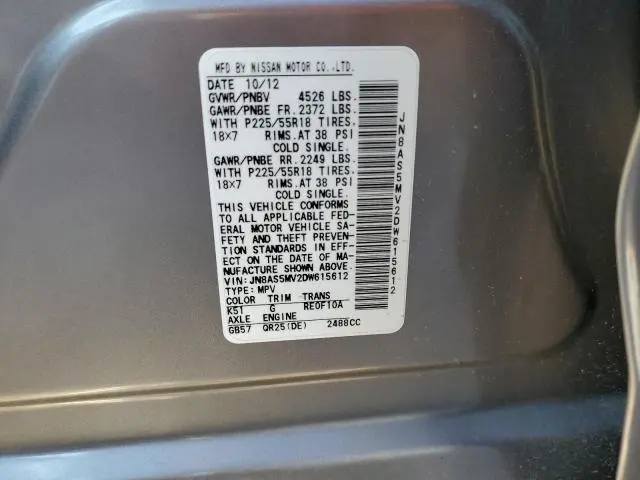 MFD BY NISSAN MOTOR CO.,LTD.
DATE 10/12
GVWR/PNBV 4526 LBS.
GAWR/PNBE FR. 2372 LBS.
WITH P225/55R18 TIRES.
18×7 RIMS. AT 38 PSI
COLD SINGLE.
GAWR/PNBE RR. 2249 LBS.
WITH P225/55R18 TIRES.
18×7 RIMS. AT 38 PSI
COLD SINGLE.
THIS VEHICLE CONFORMS
TO ALL APPLICABLE FED-
ERAL MOTOR VEHICLE SA-
FETY AND THEFT PREVEN-
TION STANDARDS IN EFF-
ECT ON THE DATE OF MA-
NUFACTURE SHOWN ABOVE.
VIN: JN8AS5MV2DW615612
TYPE: MPV
COLOR TRIM TRANS
K51 G RE0F10A
AXLE ENGINE
GB57 QR25(DE) 2488CC
JN8AS5MV2DW615612